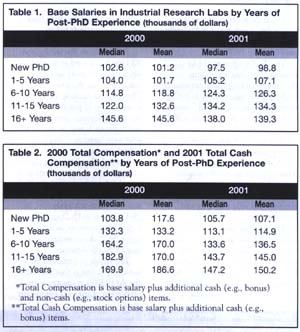 Table 1. Base Salaries in Industrial Research Labs by Years of
Post-PhD Experience (thousands of dollars)
2000 2001
Median Mean Median Mean
New PhD 102.6 101.2 97.5 98.8
1-5 Years 104.0 101.7 105.2 107.1
6-10 Years 114.8 118.8 124.3 126.3
11-15 Years 122.0 132.6 134.2 134.3
16+ Years 145.6 145.6 138.0 139.3
Table 2. 2000 Total Compensation* and 2001 Total Cash
Compensation** by Years of Post-PhD Experience
(thousands of dollars)
2000 2001
Median Mean Median Mean
New PhD 103.8 117.6 105.7 107.1
1-5 Years 132.3 133.2 113.1 114.9
6-10 Years 164.2 170.0 133.6 136.5
11-15 Years 182.9 170.0 143.7 145.0
16+ Years 169.9 186.6 147.2 150.2
*Total Compensation is base salary plus additional cash (e.g., bonus)
and non-cash (e.g., stock options) items.
**Total Cash Compensation is base salary plus additional cash (e.g.,
bonus) items.